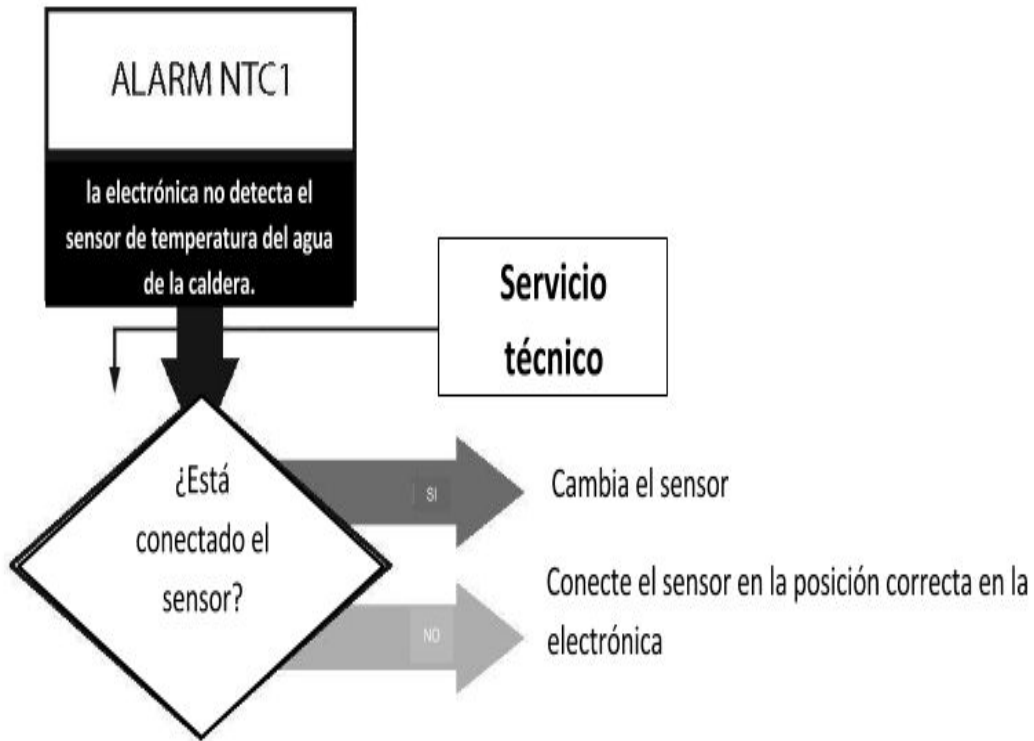 ALARM NTC1
la electrónica no detecta el
sensor de temperatura del agua
de la caldera.
Servicio
técnico
¿Está
conectado el
sensor?
SI
Cambia el sensor
NO
Conecte el sensor en la posición correcta en la
electrónica